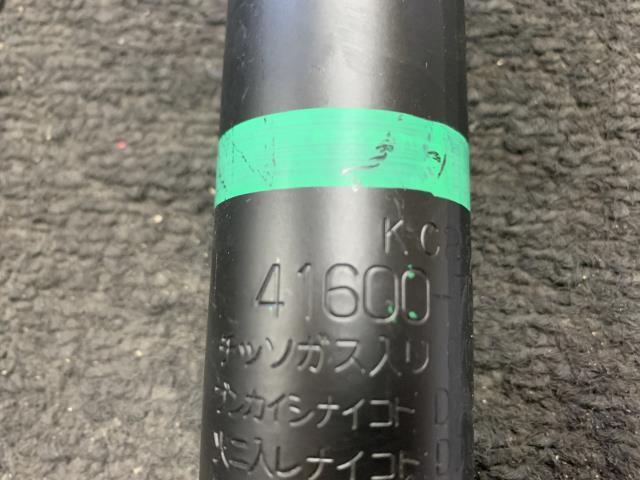 K C
41600-
チッソガス入リ
ブンカイシナイコト D
火ニ入レナイコト D